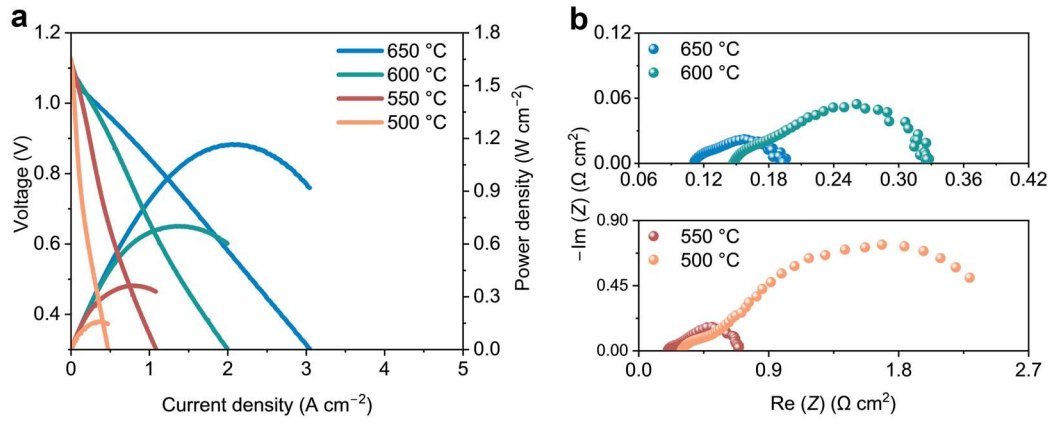 a
1.2
1.0
0.8
0.6
0.4
Voltage (V)
0 1 2 3 4 5
Current density (A cm⁻²)
1.8
1.5
1.2
0.9
0.6
0.3
0.0
Power density (W cm⁻²)
650 °C
600 °C
550 °C
500 °C
b
0.12
0.06
0.00
0.06 0.12 0.18 0.24 0.30 0.36 0.42
650 °C
600 °C
−Im (Z) (Ω cm²)
0.90
0.45
0.00
0.0 0.9 1.8 2.7
550 °C
500 °C
Re (Z) (Ω cm²)